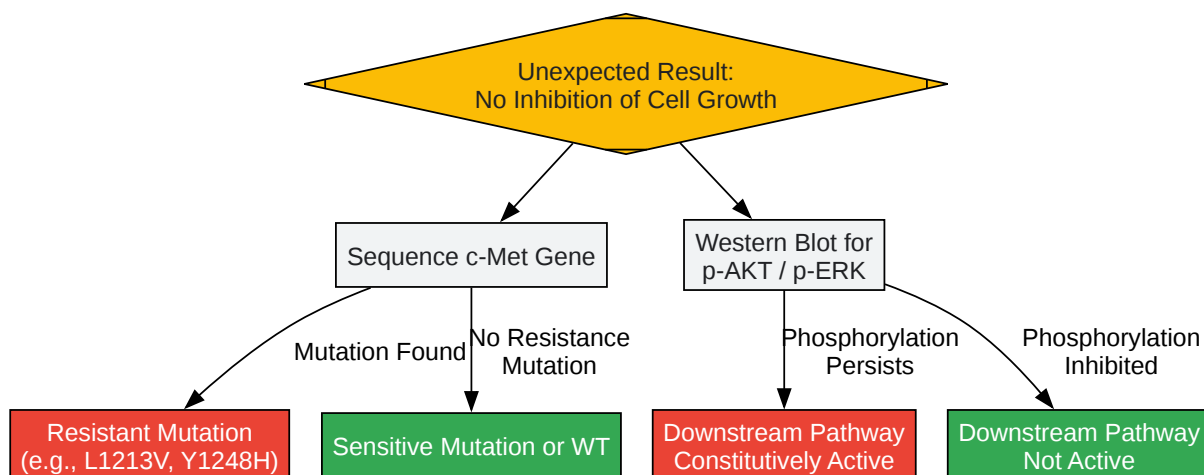 Unexpected Result:
No Inhibition of Cell Growth
Sequence c-Met Gene
Western Blot for
p-AKT / p-ERK
Mutation Found
No Resistance
Mutation
Phosphorylation
Persists
Phosphorylation
Inhibited
Resistant Mutation
(e.g., L1213V, Y1248H)
Sensitive Mutation or WT
Downstream Pathway
Constitutively Active
Downstream Pathway
Not Active